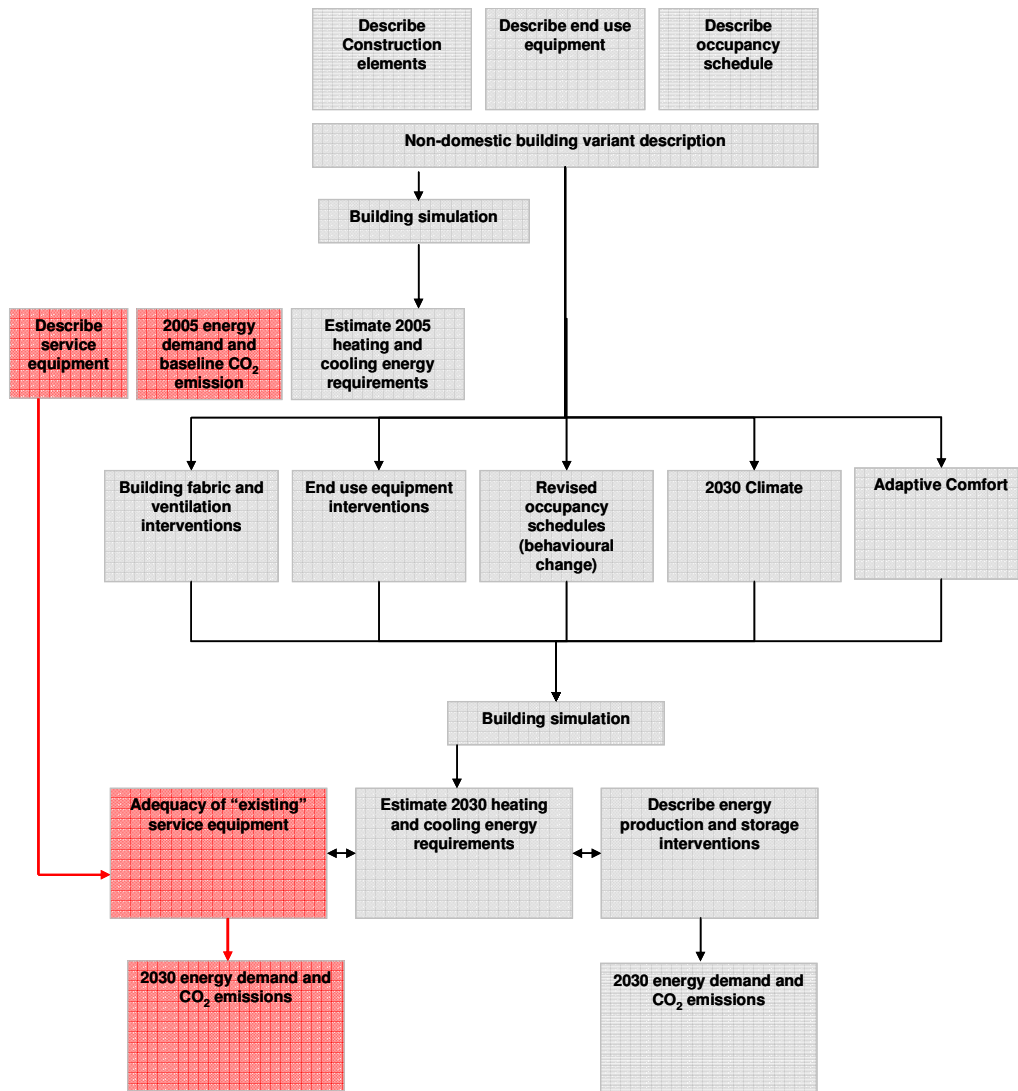 Describe
Construction
elements
Describe end use
equipment
Describe
occupancy
schedule
Non-domestic building variant description
Building simulation
Describe
service
equipment
2005 energy
demand and
baseline CO2
emission
Estimate 2005
heating and
cooling energy
requirements
Building fabric and
ventilation
interventions
End use equipment
interventions
Revised
occupancy
schedules
(behavioural
change)
2030 Climate
Adaptive Comfort
Building simulation
Adequacy of “existing”
service equipment
Estimate 2030 heating
and cooling energy
requirements
Describe energy
production and storage
interventions
2030 energy demand and
CO2 emissions
2030 energy demand and
CO2 emissions